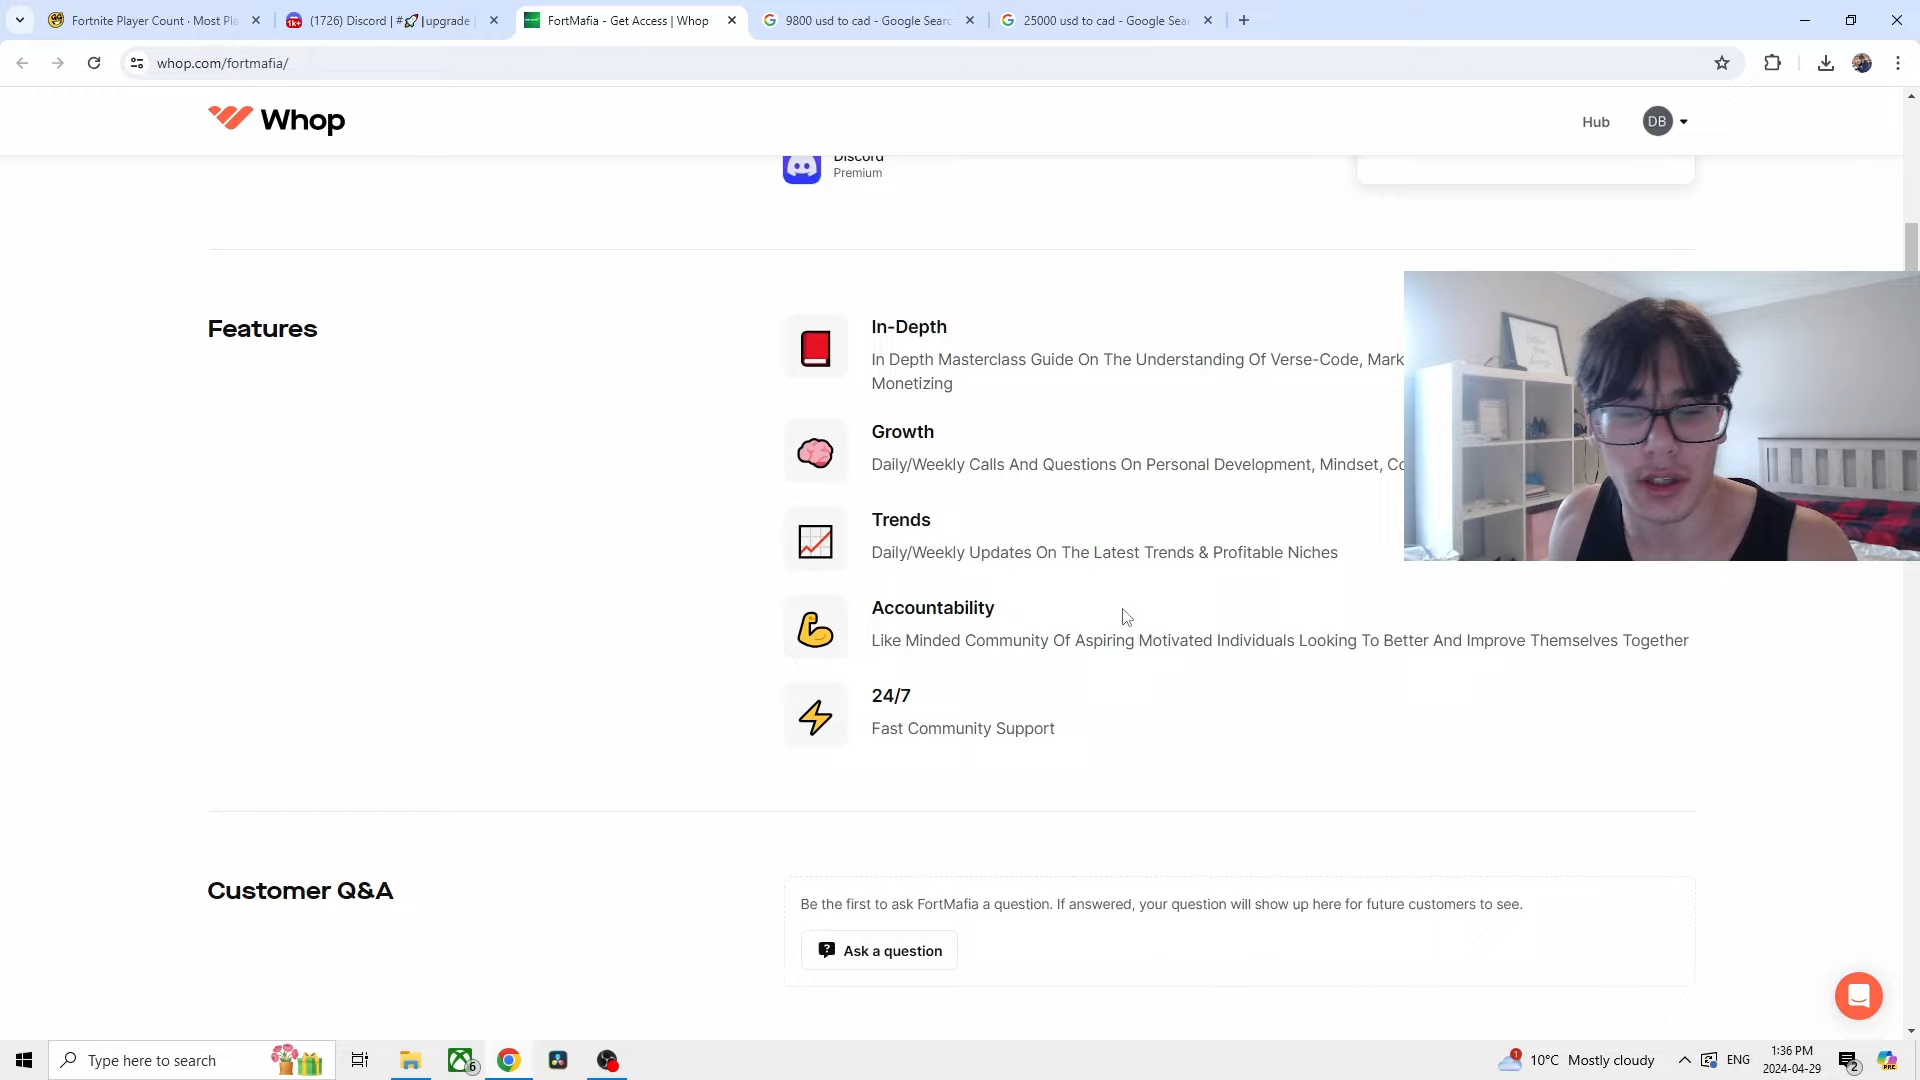 Fortnite Player Count · Most Pla
(1726) Discord | #🚀|upgrade
FortMafia - Get Access | Whop
9800 usd to cad - Google Searc
25000 usd to cad - Google Sea
whop.com/fortmafia/
Whop
Hub
DB
Discord
Premium
Features
In-Depth
In Depth Masterclass Guide On The Understanding Of Verse-Code, Mark
Monetizing
Growth
Daily/Weekly Calls And Questions On Personal Development, Mindset, Co
Trends
Daily/Weekly Updates On The Latest Trends & Profitable Niches
Accountability
Like Minded Community Of Aspiring Motivated Individuals Looking To Better And Improve Themselves Together
24/7
Fast Community Support
Customer Q&A
Be the first to ask FortMafia a question. If answered, your question will show up here for future customers to see.
Ask a question
Type here to search
6
1
10°C Mostly cloudy
ENG
1:36 PM
2024-04-29
2
PRE